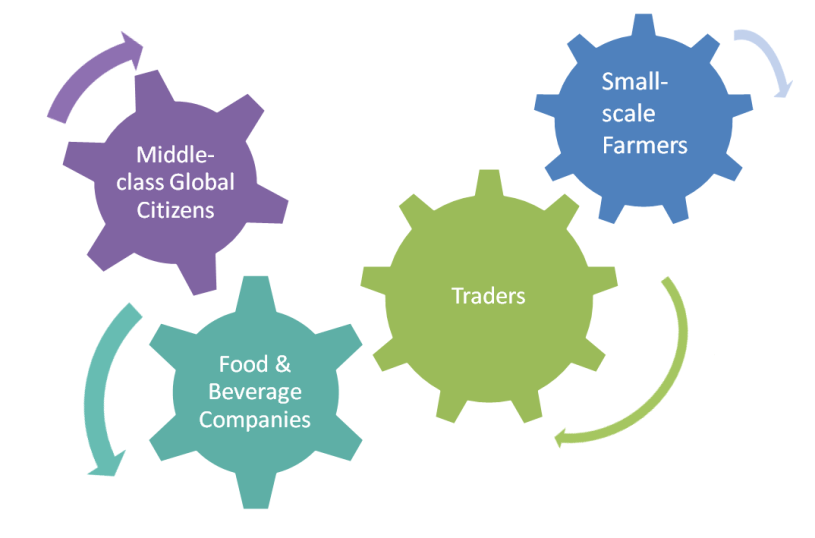 Small-
scale
Farmers
Middle-
class Global
Citizens
Traders
Food &
Beverage
Companies